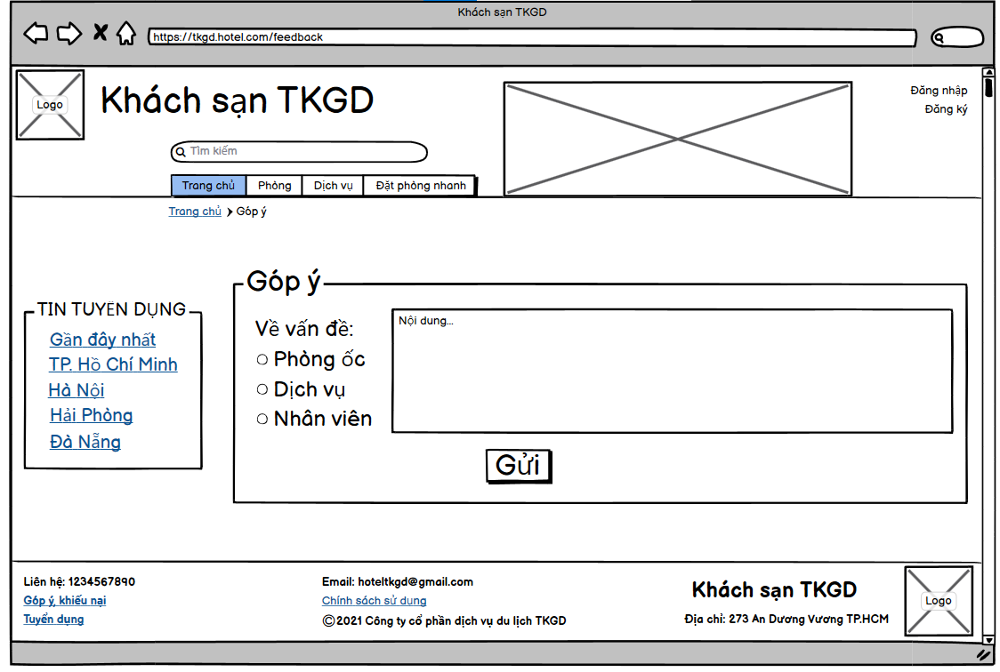 Khách sạn TKGD
https://tkgd.hotel.com/feedback
Logo
Khách sạn TKGD
Đăng nhập
Đăng ký
Tìm kiếm
Trang chủ Phòng Dịch vụ Đặt phòng nhanh
Trang chủ Góp ý
TIN TUYỂN DỤNG
Gần đây nhất
TP. Hồ Chí Minh
Hà Nội
Hải Phòng
Đà Nẵng
Góp ý
Về vấn đề:
Phòng ốc
Dịch vụ
Nhân viên
Nội dung...
Gửi
Liên hệ: 1234567890
Góp ý, khiếu nại
Tuyển dụng
Email: hoteltkgd@gmail.com
Chính sách sử dung
©2021 Công ty cổ phần dịch vụ du lịch TKGD
Khách sạn TKGD
Địa chỉ: 273 An Dương Vương TP.HCM
Logo